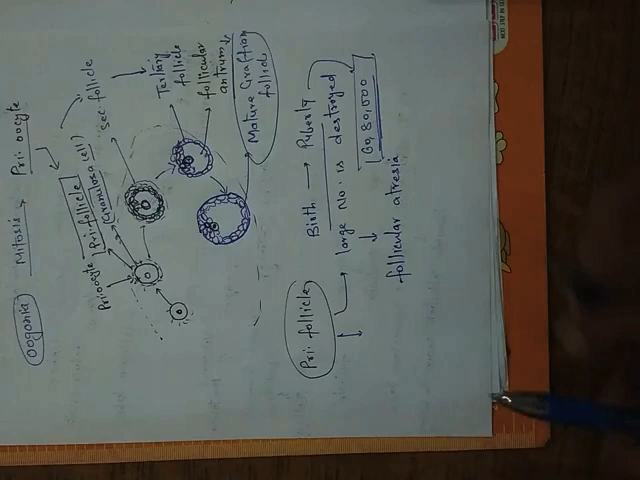 Oogonia Mitosis → Pri. oocyte
Pri. oocyte
Pri. follicle
(Granulosa cell)
Sec follicle
Tertiary
follicle
follicular
antrum
Mature Graafian
follicle
Pri. follicle
Birth → Puberty
large No. is destroyed
60,80,000
follicular atresia